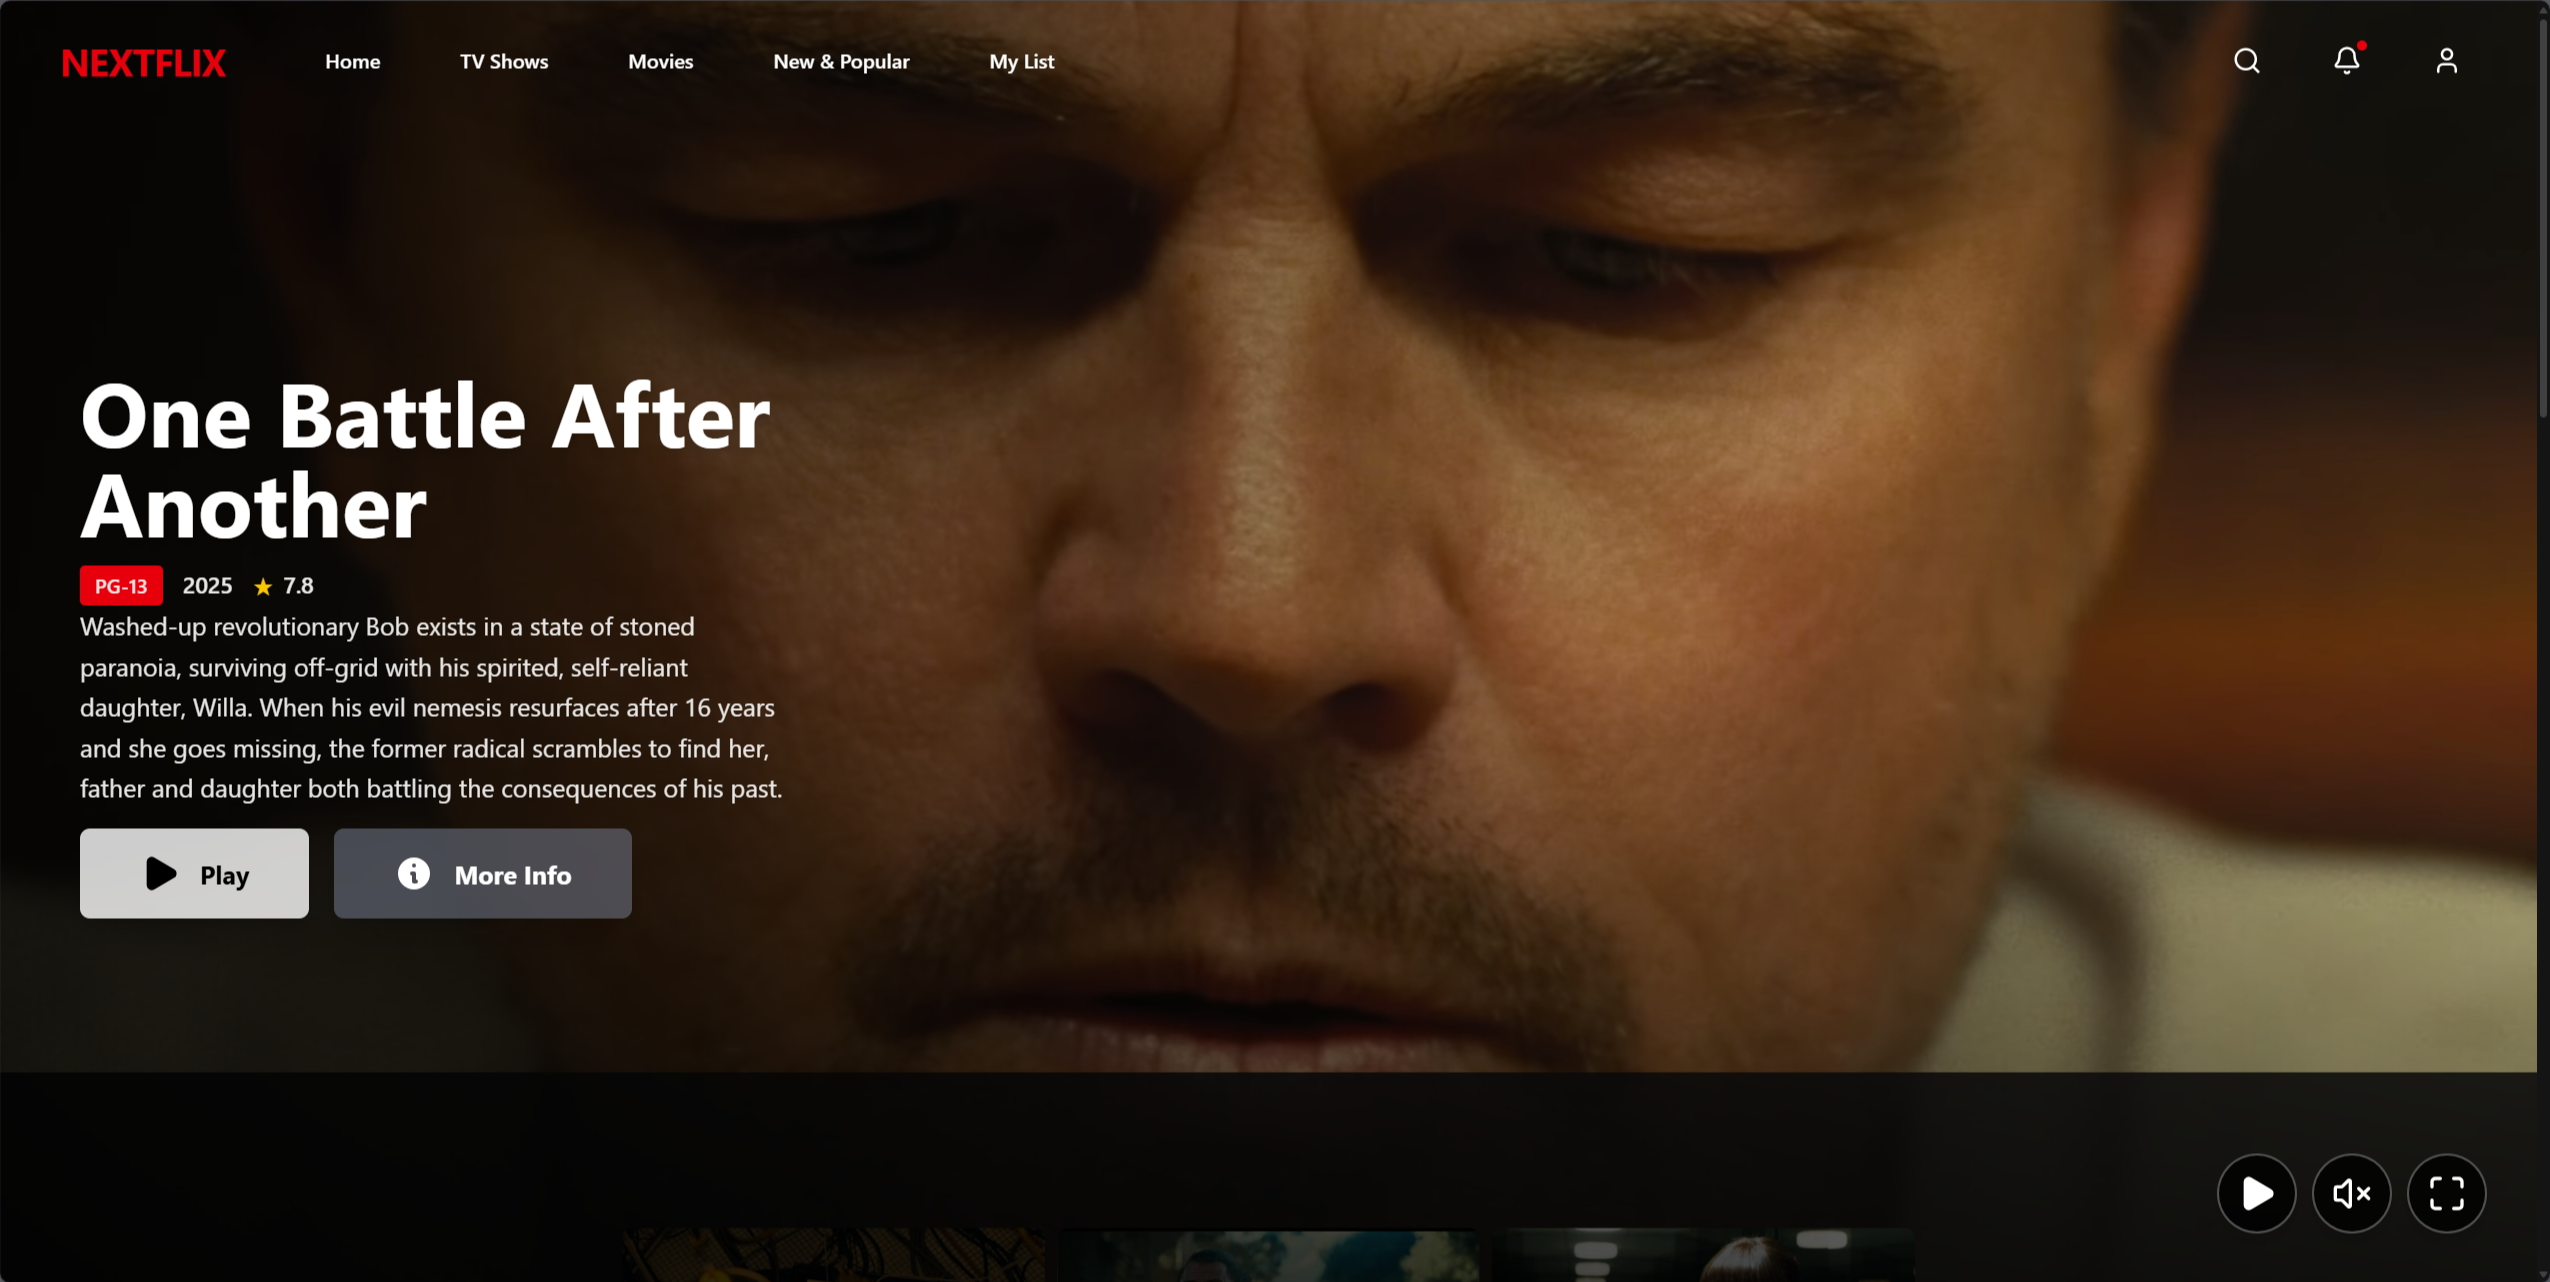 NEXTFLIX
Home
TV Shows
Movies
New & Popular
My List
One Battle After
Another
PG-13 2025 ★ 7.8
Washed-up revolutionary Bob exists in a state of stoned
paranoia, surviving off-grid with his spirited, self-reliant
daughter, Willa. When his evil nemesis resurfaces after 16 years
and she goes missing, the former radical scrambles to find her,
father and daughter both battling the consequences of his past.
Play
More Info